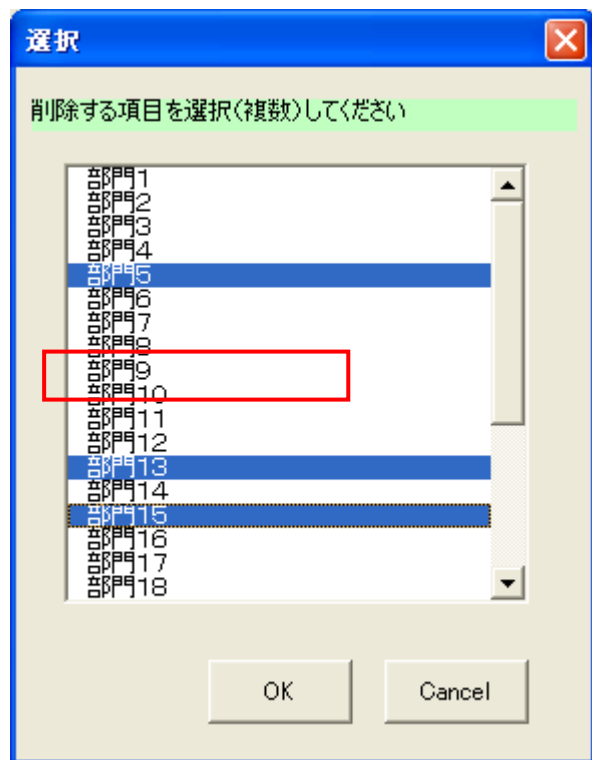 選択
削除する項目を選択(複数)してください
部門1
部門2
部門3
部門4
部門5
部門6
部門7
部門8
部門9
部門10
部門11
部門12
部門13
部門14
部門15
部門16
部門17
部門18
OK
Cancel